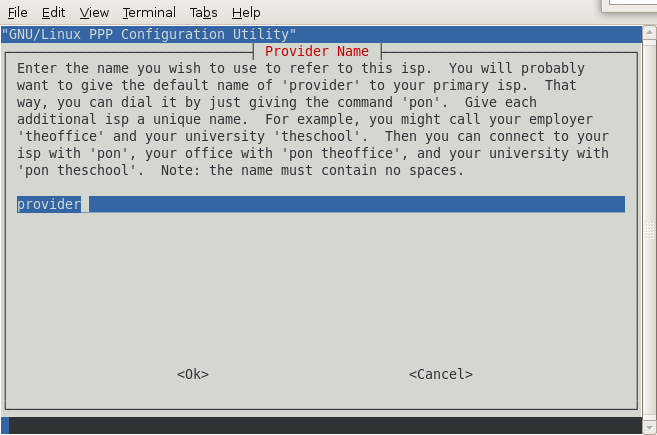 File Edit View Terminal Tabs Help
"GNU/Linux PPP Configuration Utility"
Provider Name
Enter the name you wish to use to refer to this isp.  You will probably
want to give the default name of 'provider' to your primary isp.  That
way, you can dial it by just giving the command 'pon'.  Give each
additional isp a unique name.  For example, you might call your employer
'theoffice' and your university 'theschool'.  Then you can connect to your
isp with 'pon', your office with 'pon theoffice', and your university with
'pon theschool'.  Note: the name must contain no spaces.
provider
<Ok> <Cancel>